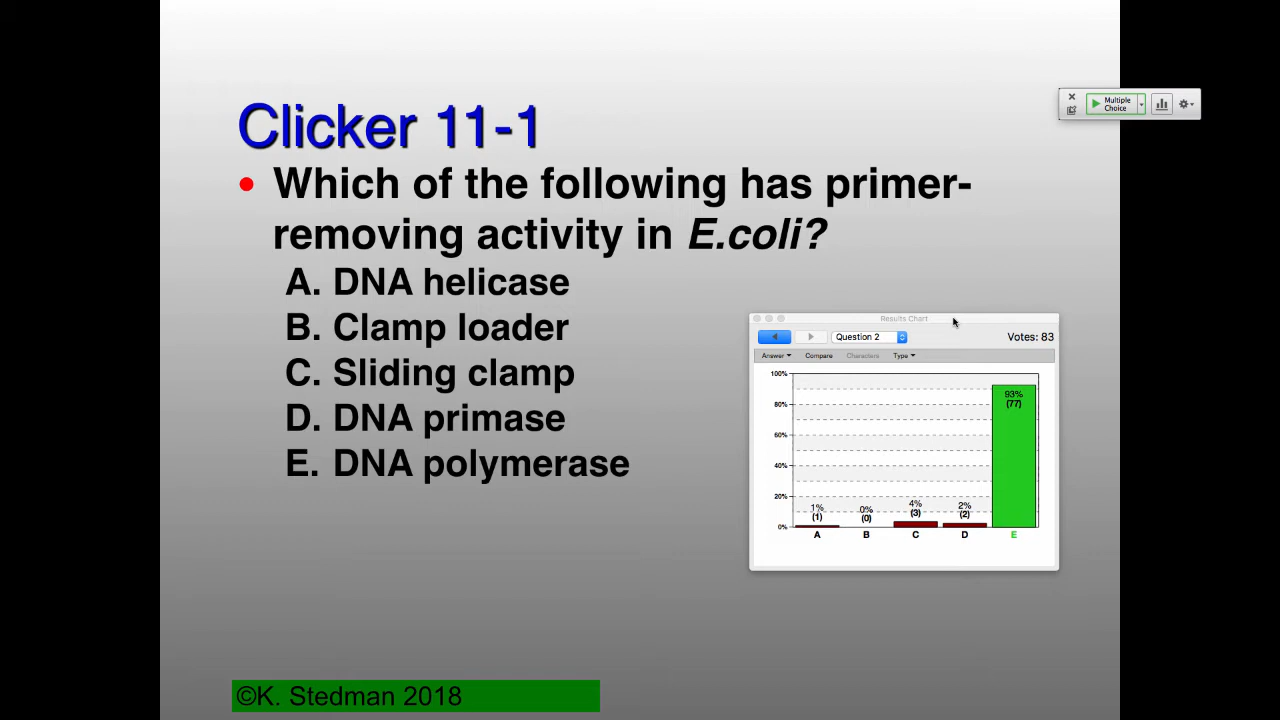 Clicker 11-1
Multiple
Choice
• Which of the following has primer-
removing activity in E.coli?
A. DNA helicase
B. Clamp loader
C. Sliding clamp
D. DNA primase
E. DNA polymerase
Results Chart
Question 2
Votes: 83
Answer
Compare
Characters
Type
100%
80%
60%
40%
20%
0%
1%
(1)
0%
(0)
4%
(3)
2%
(2)
93%
(77)
A B C D E
©K. Stedman 2018